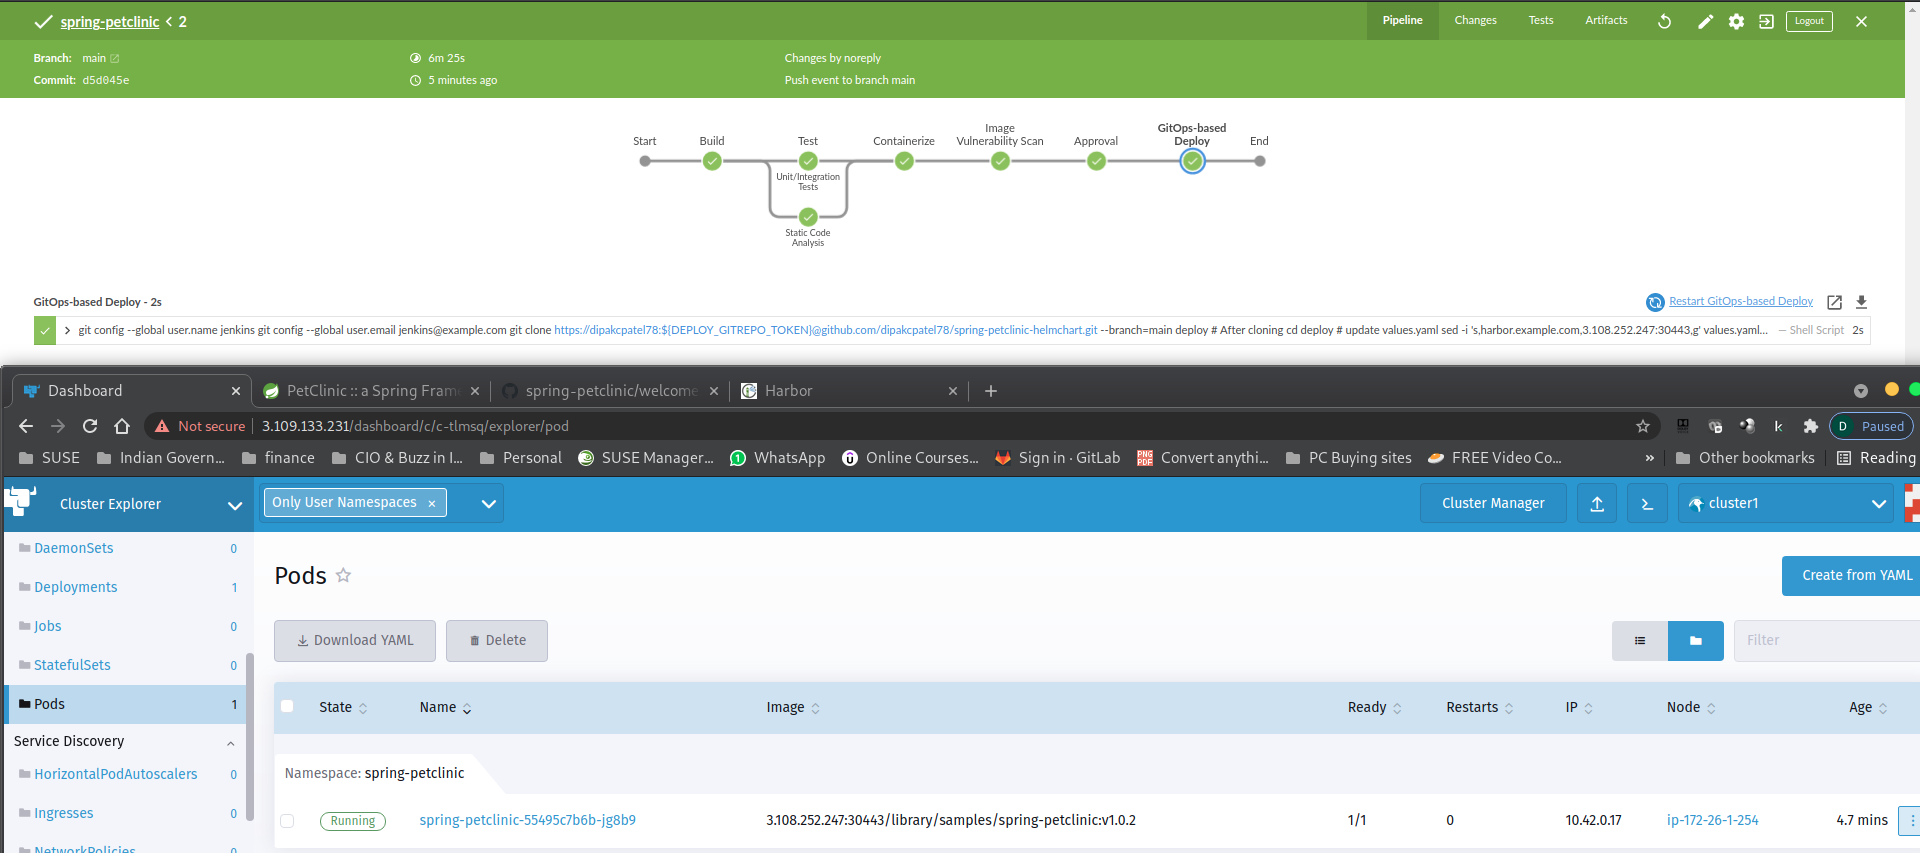 spring-petclinic < 2
Pipeline Changes Tests Artifacts Logout
Branch: main 6m 25s Changes by noreply
Commit: d5d045e 5 minutes ago Push event to branch main
Start Build Test Containerize Image Vulnerability Scan Approval GitOps-based Deploy End
Unit/Integration Tests
Static Code Analysis
GitOps-based Deploy - 2s Restart GitOps-based Deploy
git config --global user.name jenkins git config --global user.email jenkins@example.com git clone https://dipakcpatel78:${DEPLOY_GITREPO_TOKEN}@github.com/dipakcpatel78/spring-petclinic-helmchart.git --branch=main deploy # After cloning cd deploy # update values.yaml sed -i 's,harbor.example.com,3.108.252.247:30443,g' values.yaml... — Shell Script 2s
Dashboard PetClinic :: a Spring Fram spring-petclinic/welcome Harbor
Not secure 3.109.133.231/dashboard/c/c-tlmsq/explorer/pod D Paused
SUSE Indian Govern... finance CIO & Buzz in I... Personal SUSE Manager... WhatsApp Online Courses... Sign in · GitLab Convert anythi... PC Buying sites FREE Video Co... » Other bookmarks Reading
Cluster Explorer Only User Namespaces × Cluster Manager cluster1
DaemonSets 0
Deployments 1
Jobs 0
StatefulSets 0
Pods 1
Service Discovery
HorizontalPodAutoscalers 0
Ingresses 0
NetworkPolicies 0
Pods
Create from YAML
Download YAML Delete Filter
State Name Image Ready Restarts IP Node Age
Namespace: spring-petclinic
Running spring-petclinic-55495c7b6b-jg8b9 3.108.252.247:30443/library/samples/spring-petclinic:v1.0.2 1/1 0 10.42.0.17 ip-172-26-1-254 4.7 mins